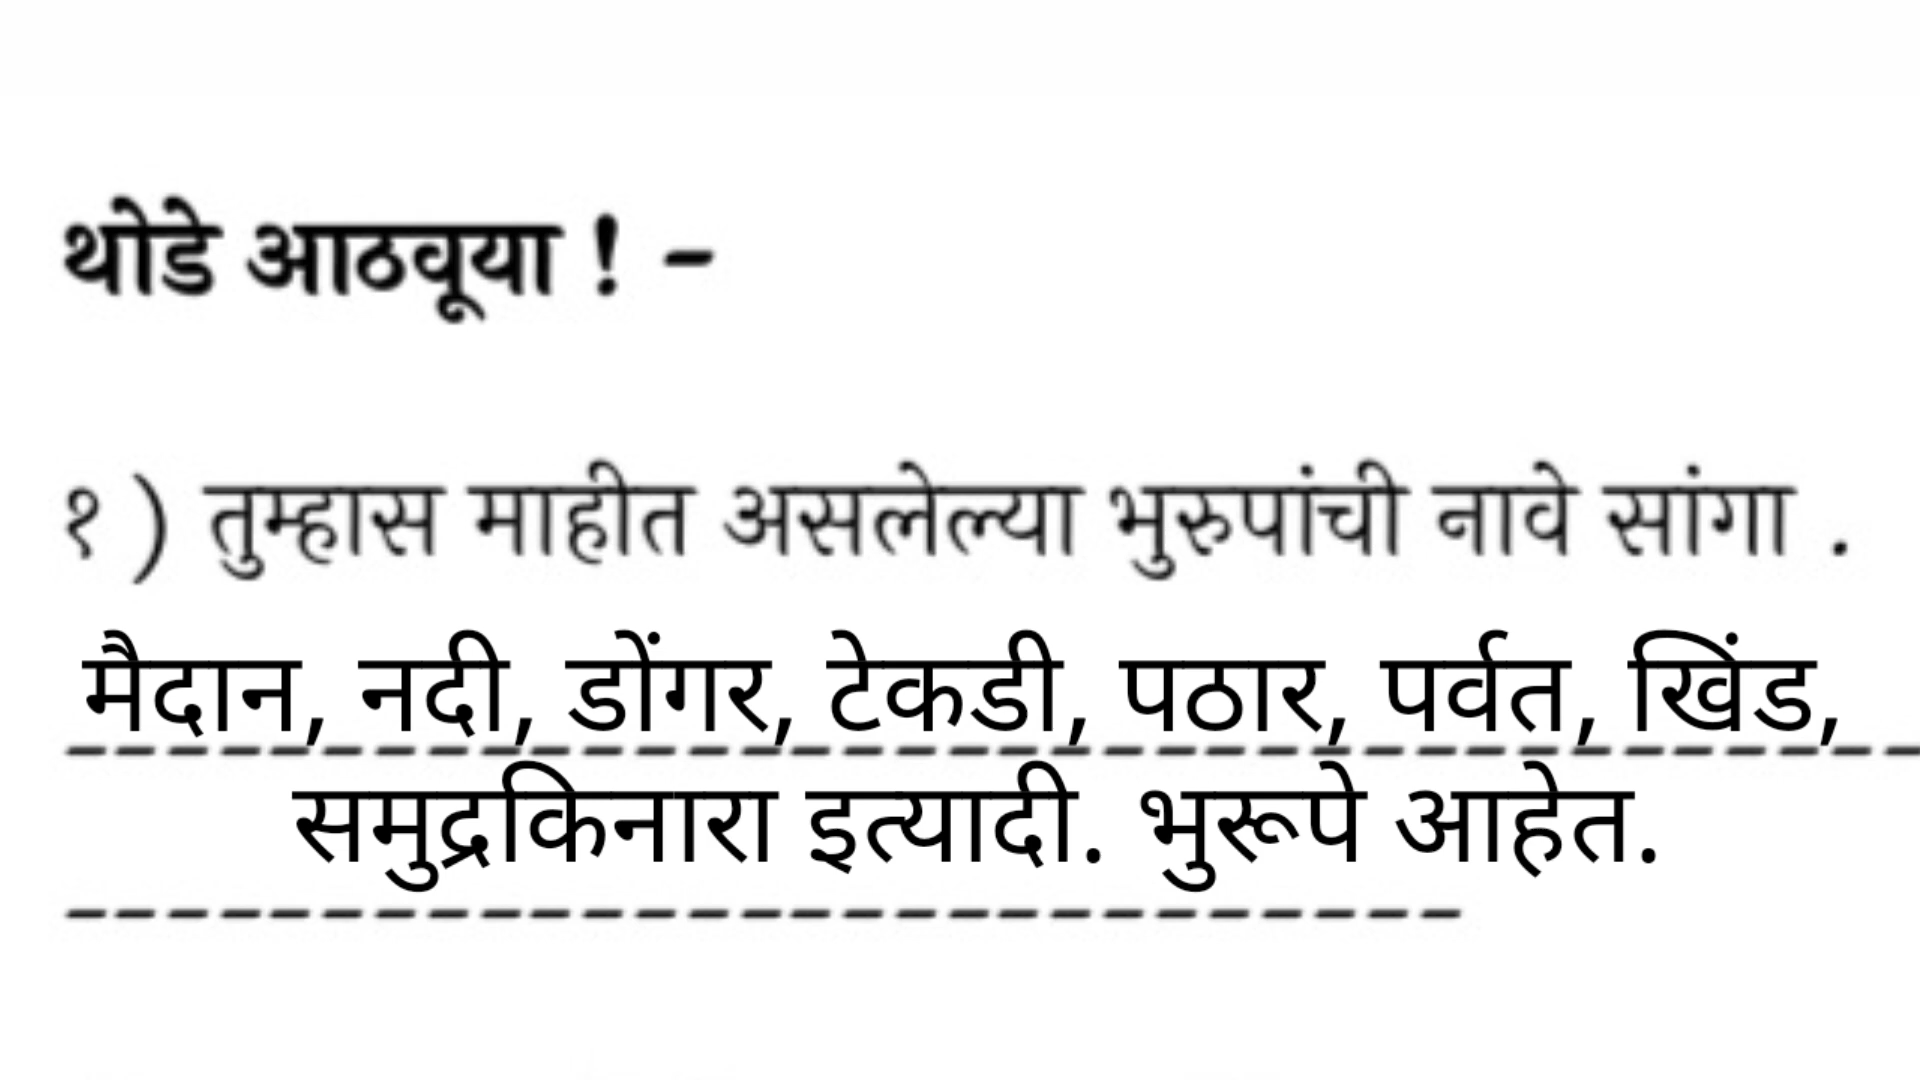 थोडे आठवूया ! -
१ ) तुम्हास माहीत असलेल्या भुरुपांची नावे सांगा .
मैदान, नदी, डोंगर, टेकडी, पठार, पर्वत, खिंड,
समुद्रकिनारा इत्यादी. भुरूपे आहेत.